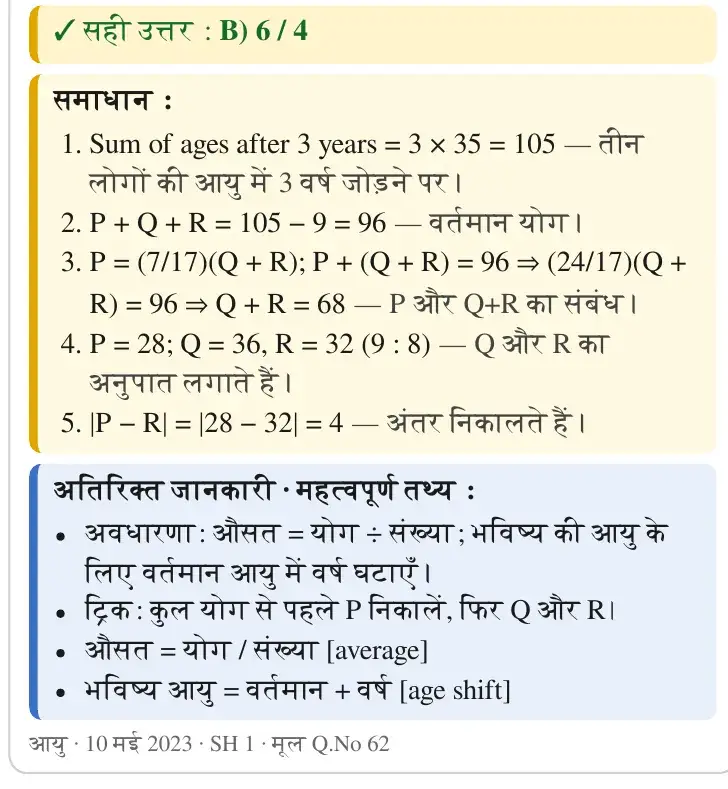 ✓ सही उत्तर : B) 6 / 4
समाधान :
1. Sum of ages after 3 years = 3 × 35 = 105 — तीन
लोगों की आयु में 3 वर्ष जोड़ने पर।
2. P + Q + R = 105 − 9 = 96 — वर्तमान योग।
3. P = (7/17)(Q + R); P + (Q + R) = 96 ⇒ (24/17)(Q +
R) = 96 ⇒ Q + R = 68 — P और Q+R का संबंध।
4. P = 28; Q = 36, R = 32 (9 : 8) — Q और R का
अनुपात लगाते हैं।
5. |P − R| = |28 − 32| = 4 — अंतर निकालते हैं।
अतिरिक्त जानकारी · महत्वपूर्ण तथ्य :
• अवधारणा : औसत = योग ÷ संख्या ; भविष्य की आयु के
लिए वर्तमान आयु में वर्ष घटाएँ।
• ट्रिक : कुल योग से पहले P निकालें, फिर Q और R।
• औसत = योग / संख्या [average]
• भविष्य आयु = वर्तमान + वर्ष [age shift]
आयु · 10 मई 2023 · SH 1 · मूल Q.No 62